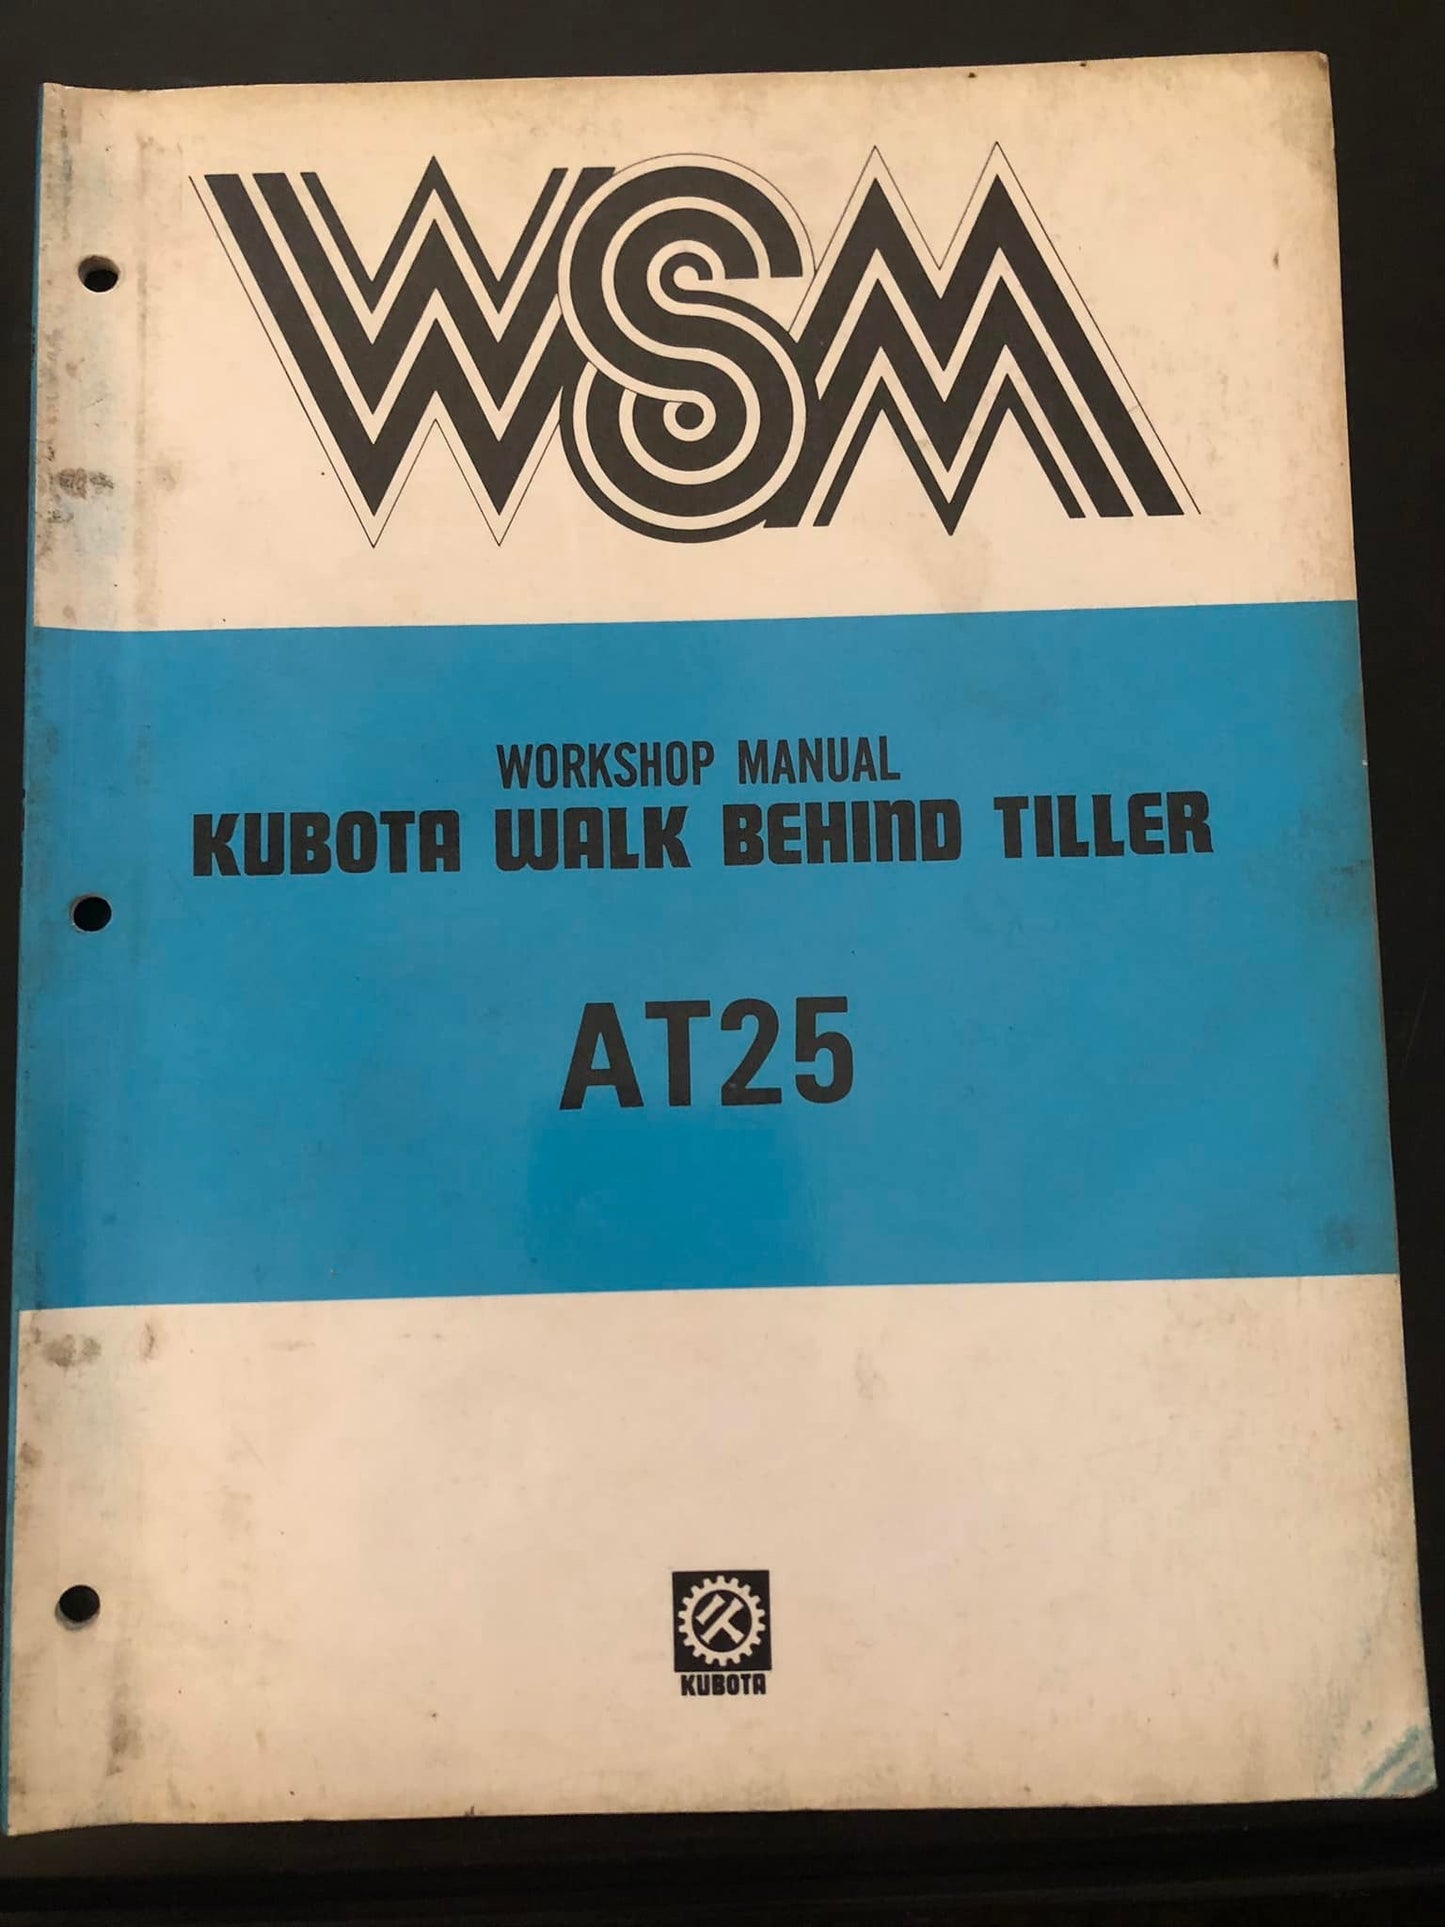 WSM
WORKSHOP MANUAL
KUBOTA WALK BEHIND TILLER
AT25
KUBOTA